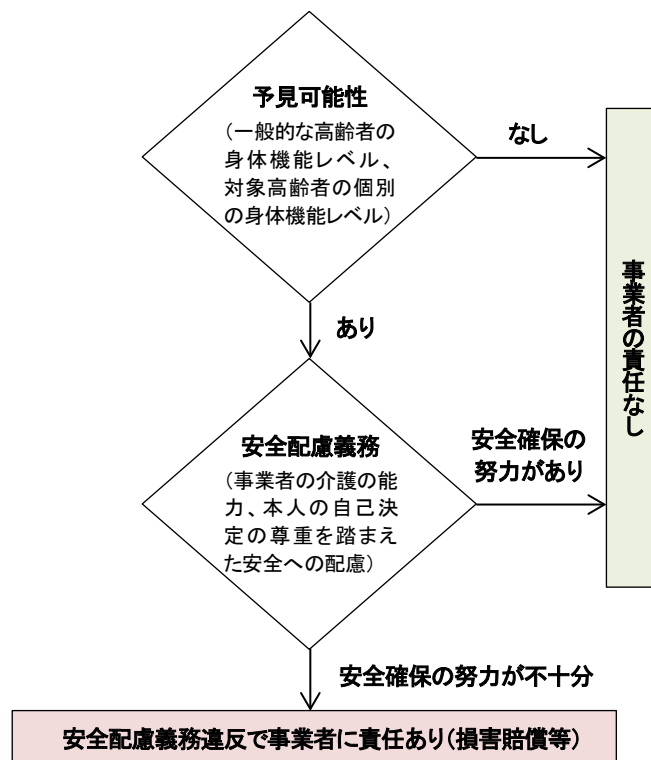 予見可能性
(一般的な高齢者の
身体機能レベル、
対象高齢者の個別
の身体機能レベル)
なし
事業者の責任なし
あり
安全配慮義務
(事業者の介護の能
力、本人の自己決
定の尊重を踏まえ
た安全への配慮)
安全確保の
努力があり
安全確保の努力が不十分
安全配慮義務違反で事業者に責任あり(損害賠償等)